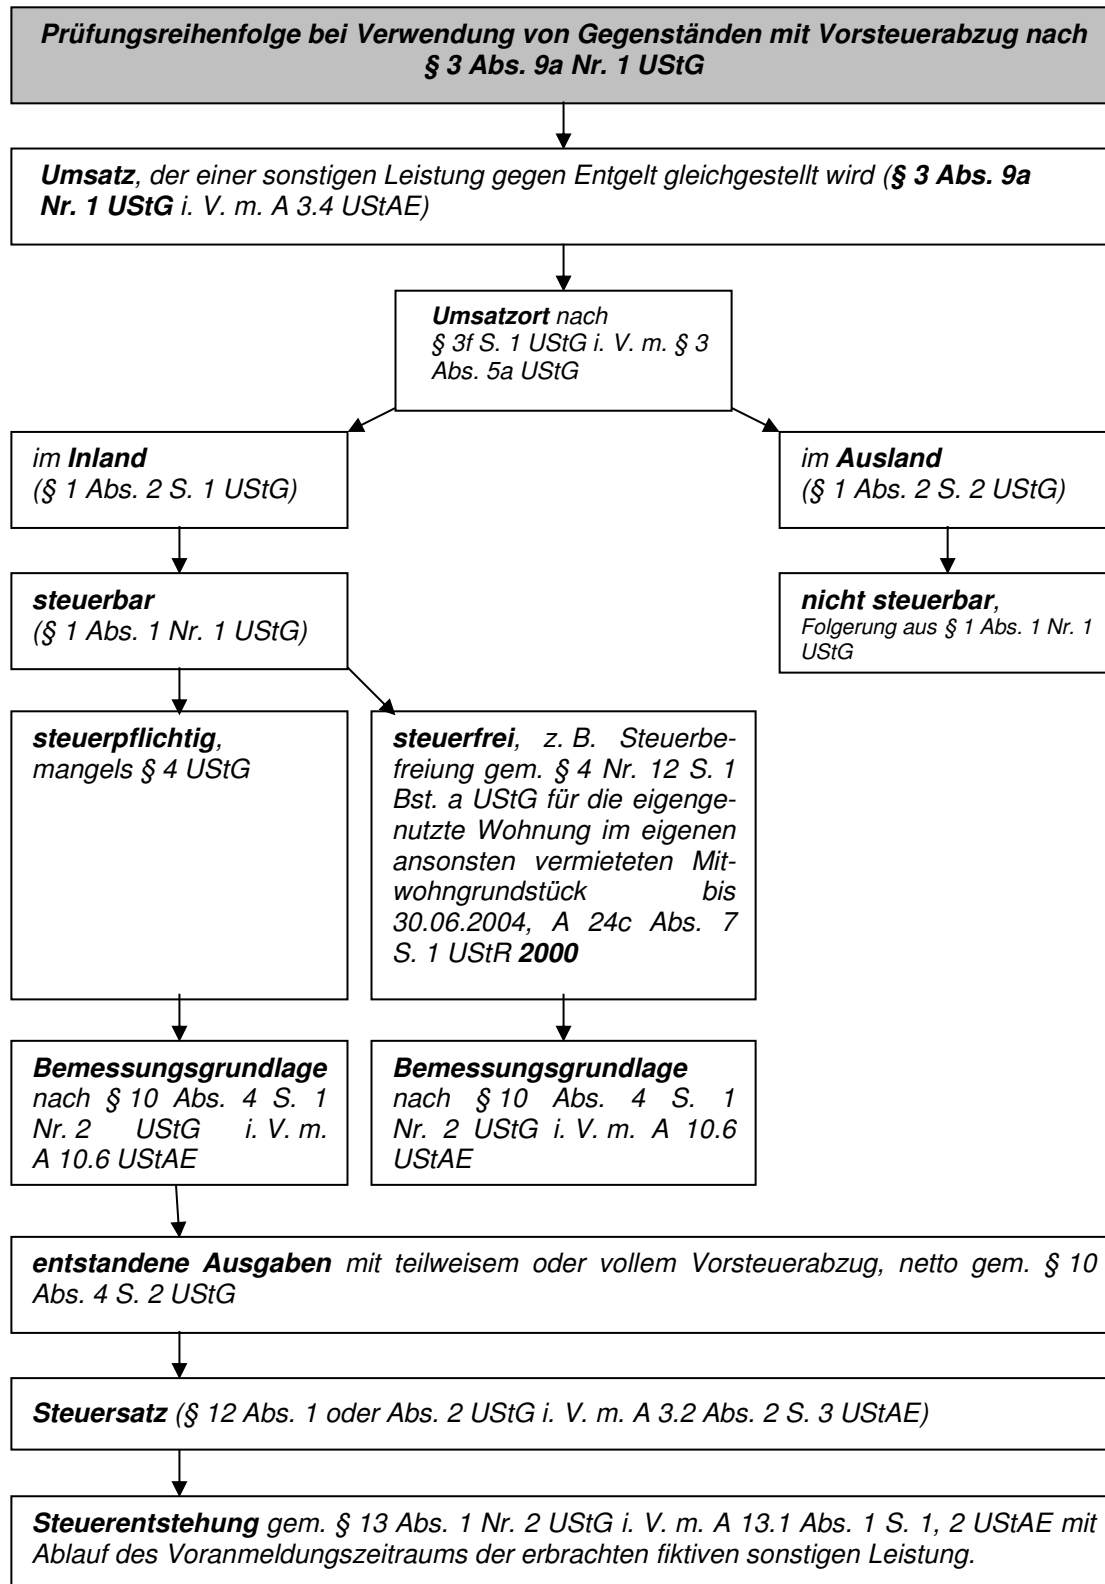 Prüfungsreihenfolge bei Verwendung von Gegenständen mit Vorsteuerabzug nach
§ 3 Abs. 9a Nr. 1 UStG
Umsatz, der einer sonstigen Leistung gegen Entgelt gleichgestellt wird (§ 3 Abs. 9a
Nr. 1 UStG i. V. m. A 3.4 UStAE)
Umsatzort nach
§ 3f S. 1 UStG i. V. m. § 3
Abs. 5a UStG
im Inland
(§ 1 Abs. 2 S. 1 UStG)
im Ausland
(§ 1 Abs. 2 S. 2 UStG)
steuerbar
(§ 1 Abs. 1 Nr. 1 UStG)
nicht steuerbar,
Folgerung aus § 1 Abs. 1 Nr. 1
UStG
steuerpflichtig,
mangels § 4 UStG
steuerfrei, z. B. Steuerbe-
freiung gem. § 4 Nr. 12 S. 1
Bst. a UStG für die eigenge-
nutzte Wohnung im eigenen
ansonsten vermieteten Mit-
wohngrundstück bis
30.06.2004, A 24c Abs. 7
S. 1 UStR 2000
Bemessungsgrundlage
nach § 10 Abs. 4 S. 1
Nr. 2 UStG i. V. m.
A 10.6 UStAE
Bemessungsgrundlage
nach § 10 Abs. 4 S. 1
Nr. 2 UStG i. V. m. A 10.6
UStAE
entstandene Ausgaben mit teilweisem oder vollem Vorsteuerabzug, netto gem. § 10
Abs. 4 S. 2 UStG
Steuersatz (§ 12 Abs. 1 oder Abs. 2 UStG i. V. m. A 3.2 Abs. 2 S. 3 UStAE)
Steuerentstehung gem. § 13 Abs. 1 Nr. 2 UStG i. V. m. A 13.1 Abs. 1 S. 1, 2 UStAE mit
Ablauf des Voranmeldungszeitraums der erbrachten fiktiven sonstigen Leistung.